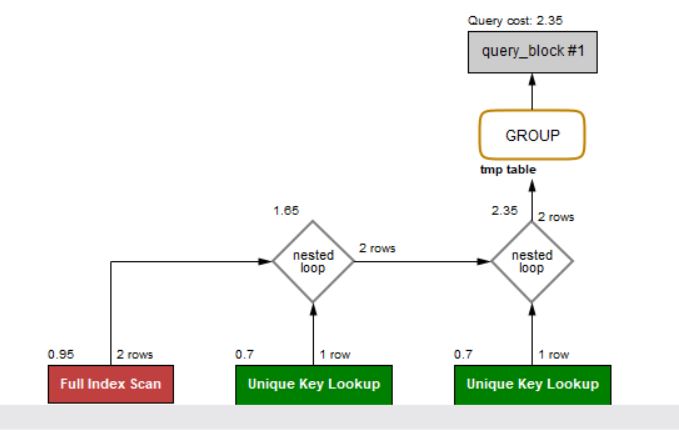 Query cost: 2.35
query_block #1
GROUP
tmp table
1.65
2.35
2 rows
nested
loop
2 rows
nested
loop
0.95
2 rows
0.7
1 row
0.7
1 row
Full Index Scan
Unique Key Lookup
Unique Key Lookup